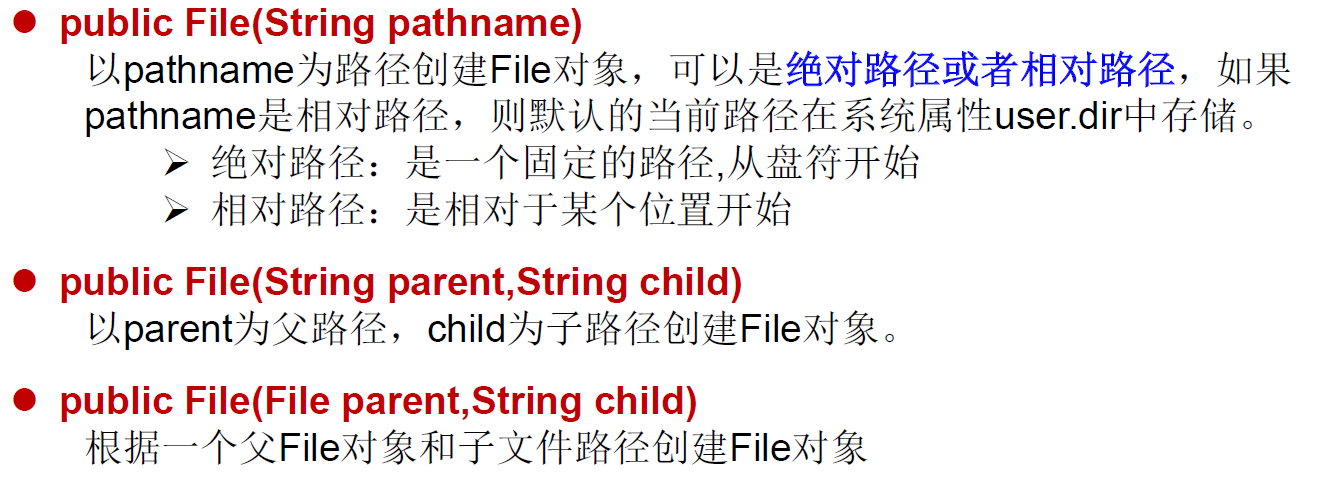 ● public File(String pathname)
以pathname为路径创建File对象，可以是绝对路径或者相对路径，如果
pathname是相对路径，则默认的当前路径在系统属性user.dir中存储。
➢ 绝对路径：是一个固定的路径,从盘符开始
➢ 相对路径：是相对于某个位置开始
● public File(String parent,String child)
以parent为父路径，child为子路径创建File对象。
● public File(File parent,String child)
根据一个父File对象和子文件路径创建File对象